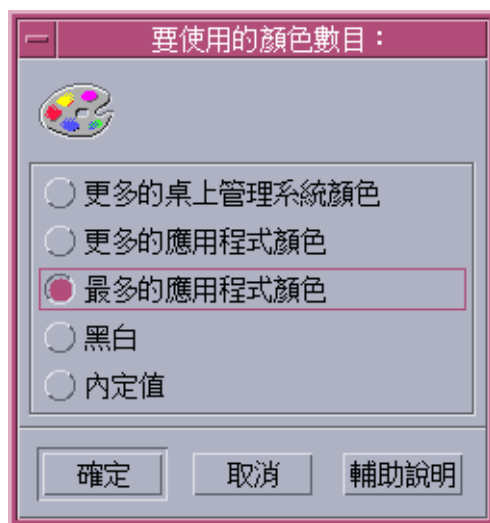 要使用的顏色數目：
更多的桌上管理系統顏色
更多的應用程式顏色
最多的應用程式顏色
黑白
內定值
確定 取消 輔助說明